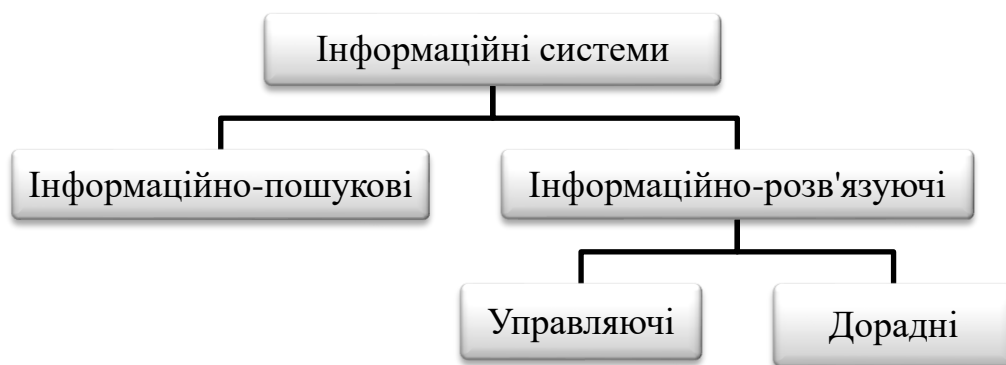 Інформаційні системи
Інформаційно-пошукові
Інформаційно-розв'язуючі
Управляючі
Дорадні